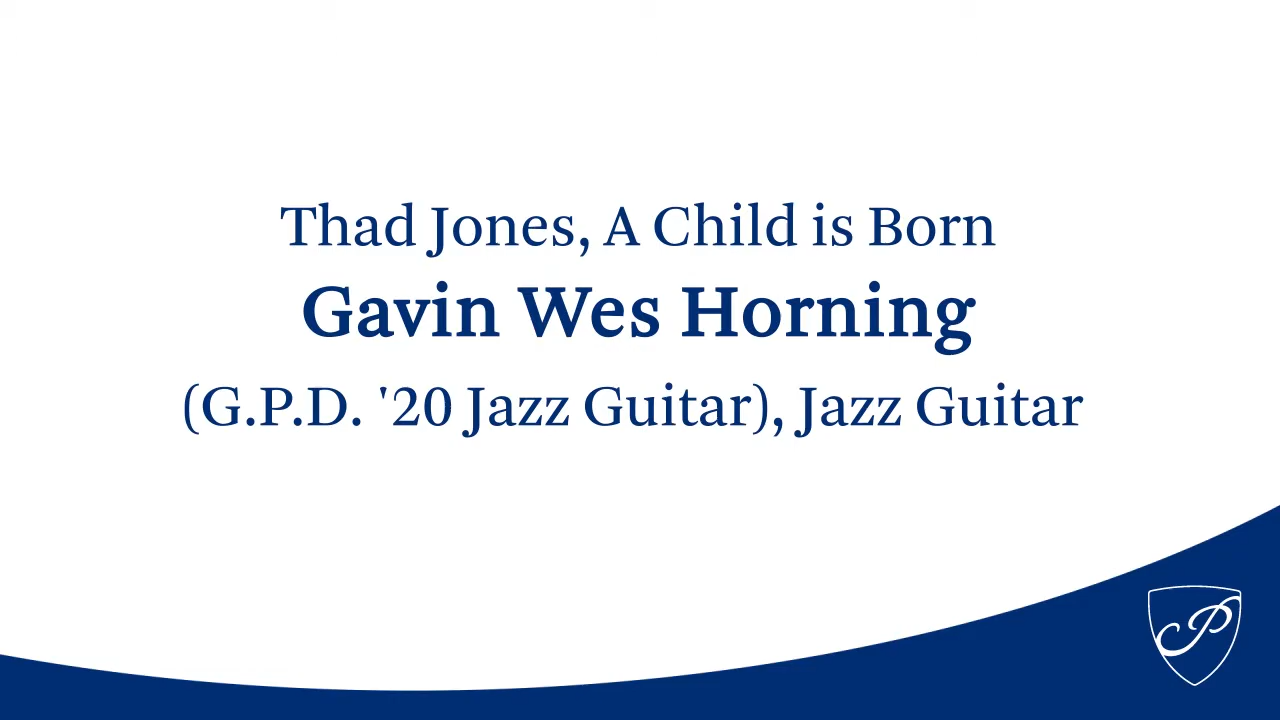 Thad Jones, A Child is Born
Gavin Wes Horning
(G.P.D. '20 Jazz Guitar), Jazz Guitar
P